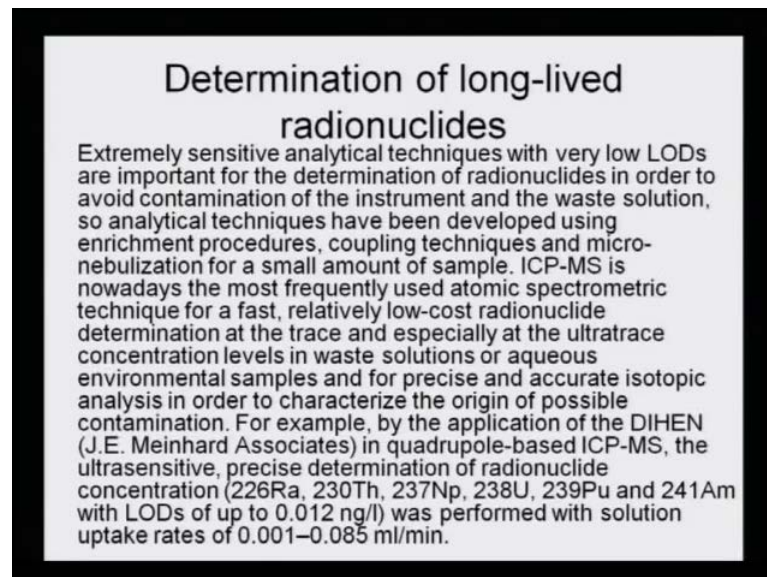 Determination of long-lived
radionuclides
Extremely sensitive analytical techniques with very low LODs
are important for the determination of radionuclides in order to
avoid contamination of the instrument and the waste solution,
so analytical techniques have been developed using
enrichment procedures, coupling techniques and micro-
nebulization for a small amount of sample. ICP-MS is
nowadays the most frequently used atomic spectrometric
technique for a fast, relatively low-cost radionuclide
determination at the trace and especially at the ultratrace
concentration levels in waste solutions or aqueous
environmental samples and for precise and accurate isotopic
analysis in order to characterize the origin of possible
contamination. For example, by the application of the DIHEN
(J.E. Meinhard Associates) in quadrupole-based ICP-MS, the
ultrasensitive, precise determination of radionuclide
concentration (226Ra, 230Th, 237Np, 238U, 239Pu and 241Am
with LODs of up to 0.012 ng/l) was performed with solution
uptake rates of 0.001–0.085 ml/min.